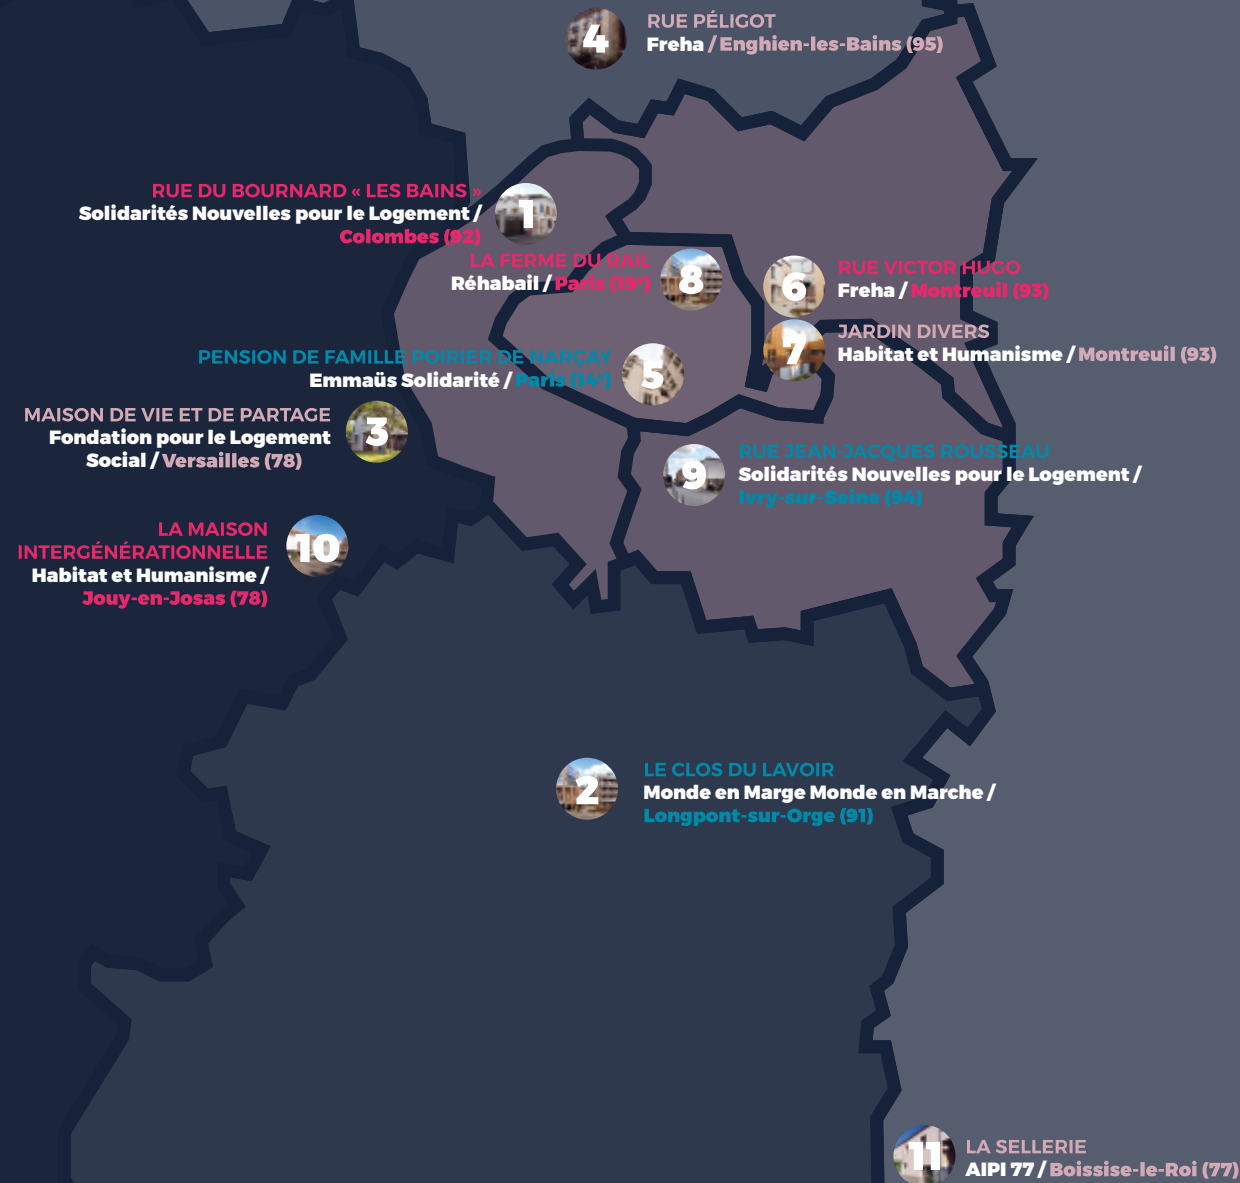 4
RUE PÉLIGOT
Freha / Enghien-les-Bains (95)
RUE DU BOURNARD « LES BAINS »
Solidarités Nouvelles pour le Logement /
Colombes (92)
1
LA FERME DU RAIL
Réhabail / Paris (19e)
8
6
RUE VICTOR HUGO
Freha / Montreuil (93)
7
JARDIN DIVERS
Habitat et Humanisme / Montreuil (93)
PENSION DE FAMILLE POIRIER DE NARÇAY
Emmaüs Solidarité / Paris (14e)
5
MAISON DE VIE ET DE PARTAGE
Fondation pour le Logement
Social / Versailles (78)
3
9
RUE JEAN-JACQUES ROUSSEAU
Solidarités Nouvelles pour le Logement /
Ivry-sur-Seine (94)
LA MAISON
INTERGÉNÉRATIONNELLE
Habitat et Humanisme /
Jouy-en-Josas (78)
10
2
LE CLOS DU LAVOIR
Monde en Marge Monde en Marche /
Longpont-sur-Orge (91)
11
LA SELLERIE
AIPI 77 / Boissise-le-Roi (77)